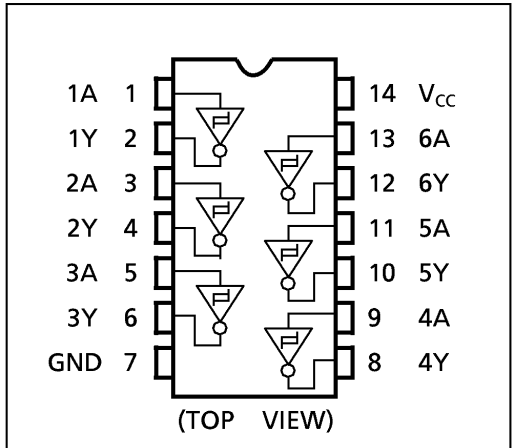 1A 1 14 VCC
1Y 2 13 6A
2A 3 12 6Y
2Y 4 11 5A
3A 5 10 5Y
3Y 6 9 4A
GND 7 8 4Y
(TOP VIEW)